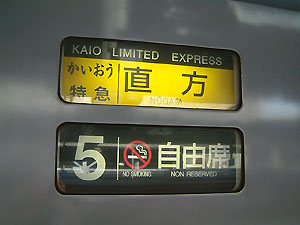 KAIO LIMITED EXPRESS
かいおう
特急
直方
NOGATA
5
NO SMOKING
自由席
NON RESERVED